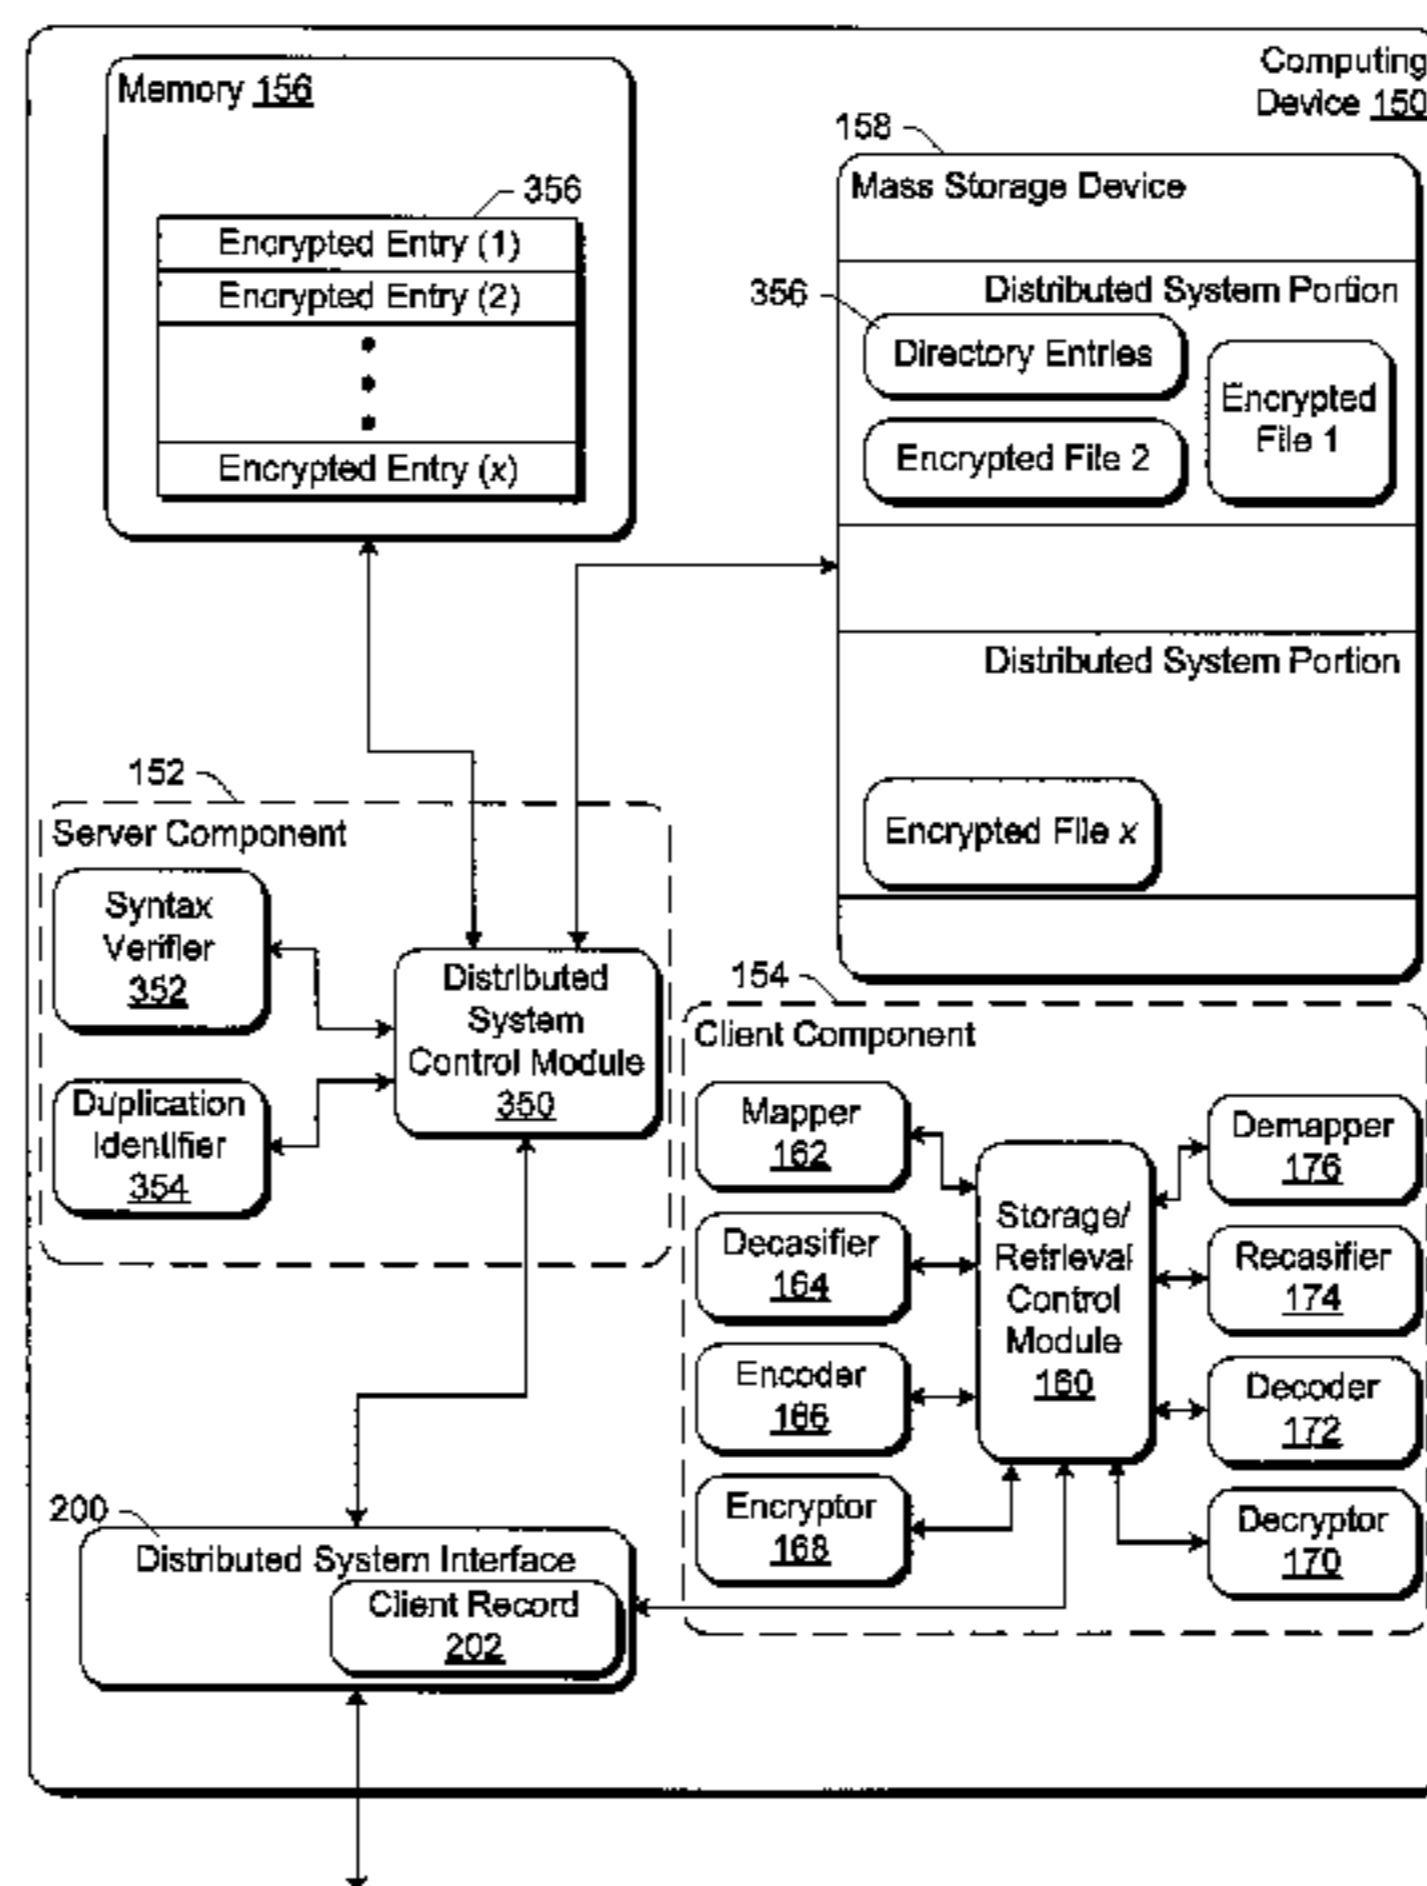 Computing
Device 150
Memory 156
356
Encrypted Entry (1)
Encrypted Entry (2)
Encrypted Entry (x)
158
Mass Storage Device
Distributed System Portion
356
Directory Entries
Encrypted
File 1
Encrypted File 2
Distributed System Portion
Encrypted File x
152
Server Component
Syntax
Verifier
352
Duplication
Identifier
354
Distributed
System
Control Module
350
154
Client Component
Mapper
162
Decasifier
164
Encoder
166
Encryptor
168
Storage/
Retrieval
Control
Module
160
Demapper
176
Recasifier
174
Decoder
172
Decryptor
170
200
Distributed System Interface
Client Record
202